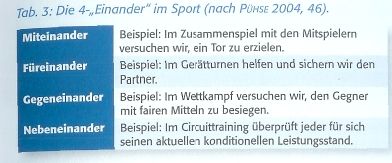 Tab. 3: Die 4-„Einander" im Sport (nach PÜHSE 2004, 46).
Miteinander Beispiel: Im Zusammenspiel mit den Mitspielern
versuchen wir, ein Tor zu erzielen.
Füreinander Beispiel: Im Gerätturnen helfen und sichern wir den
Partner.
Gegeneinander Beispiel: Im Wettkampf versuchen wir, den Gegner
mit fairen Mitteln zu besiegen.
Nebeneinander Beispiel: Im Circuittraining überprüft jeder für sich
seinen aktuellen konditionellen Leistungsstand.